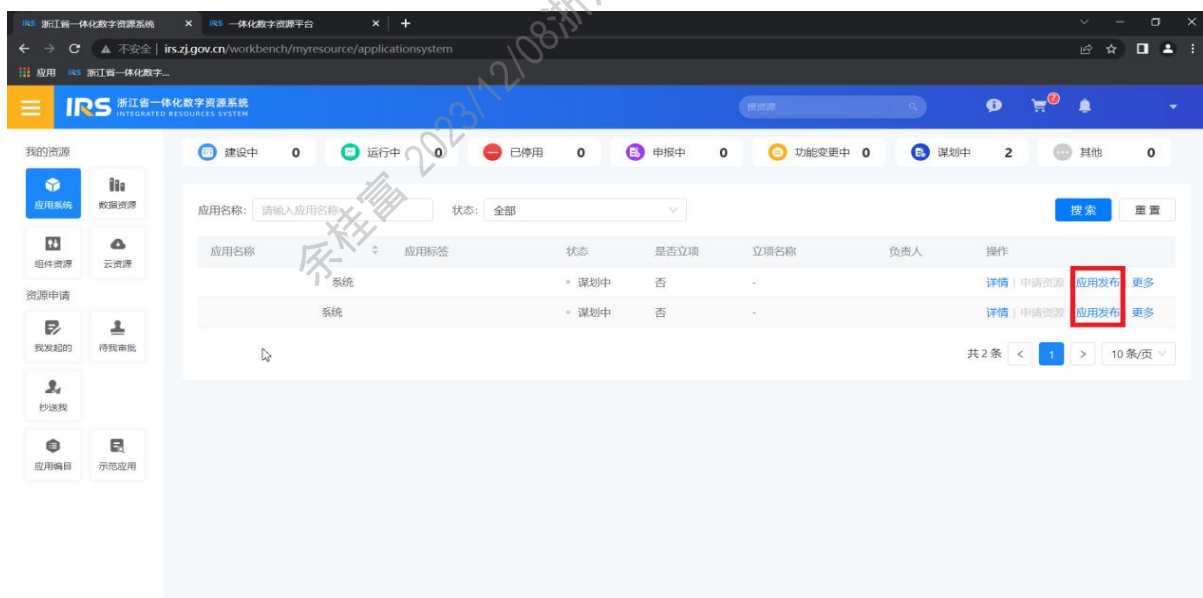 IRS 浙江省一体化数字资源系统
IRS 一体化数字资源平台
不安全 | irs.zj.gov.cn/workbench/myresource/applicationsystem
应用 IRS 浙江省一体化数字...
IRS 浙江省一体化数字资源系统
INTEGRATED RESOURCES SYSTEM
搜资源
7
我的资源
应用系统 数据资源
组件资源 云资源
资源申请
我发起的 待我审批
抄送我
应用编目 示范应用
建设中 0 运行中 0 已停用 0 申报中 0 功能变更中 0 谋划中 2 其他 0
应用名称: 请输入应用名称 状态: 全部 搜索 重置
应用名称 应用标签 状态 是否立项 立项名称 负责人 操作
系统 谋划中 否 - 详情 | 申请资源 | 应用发布 | 更多
系统 谋划中 否 - 详情 | 申请资源 | 应用发布 | 更多
共 2 条 < 1 > 10 条/页
余桂富 2023/12/08浙